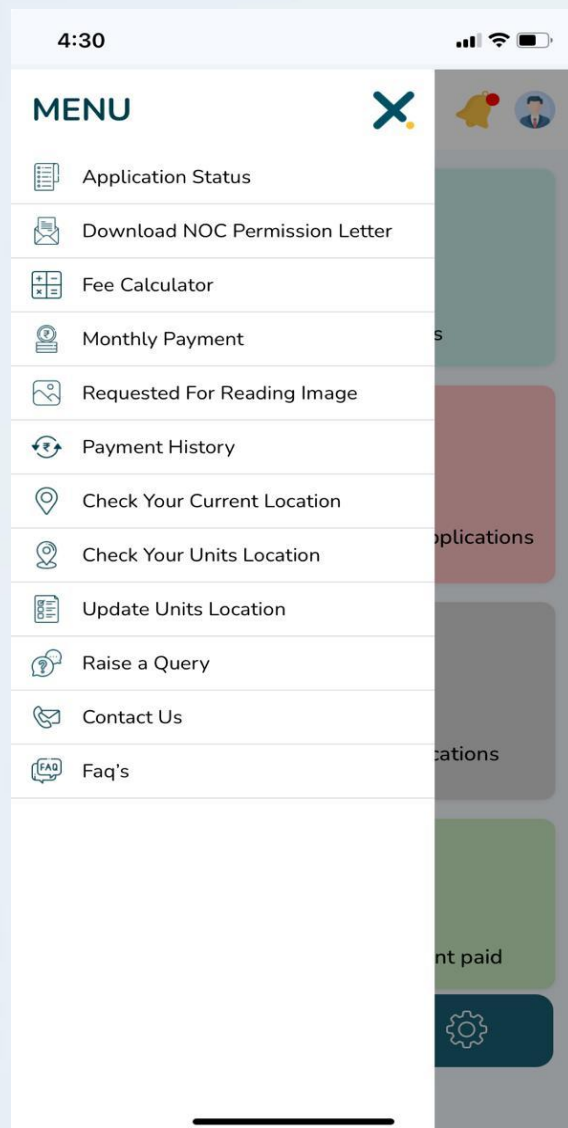 4:30
MENU
Application Status
Download NOC Permission Letter
Fee Calculator
Monthly Payment
s
Requested For Reading Image
Payment History
Check Your Current Location
pplications
Check Your Units Location
Update Units Location
Raise a Query
Contact Us
cations
FAQ
Faq's
nt paid